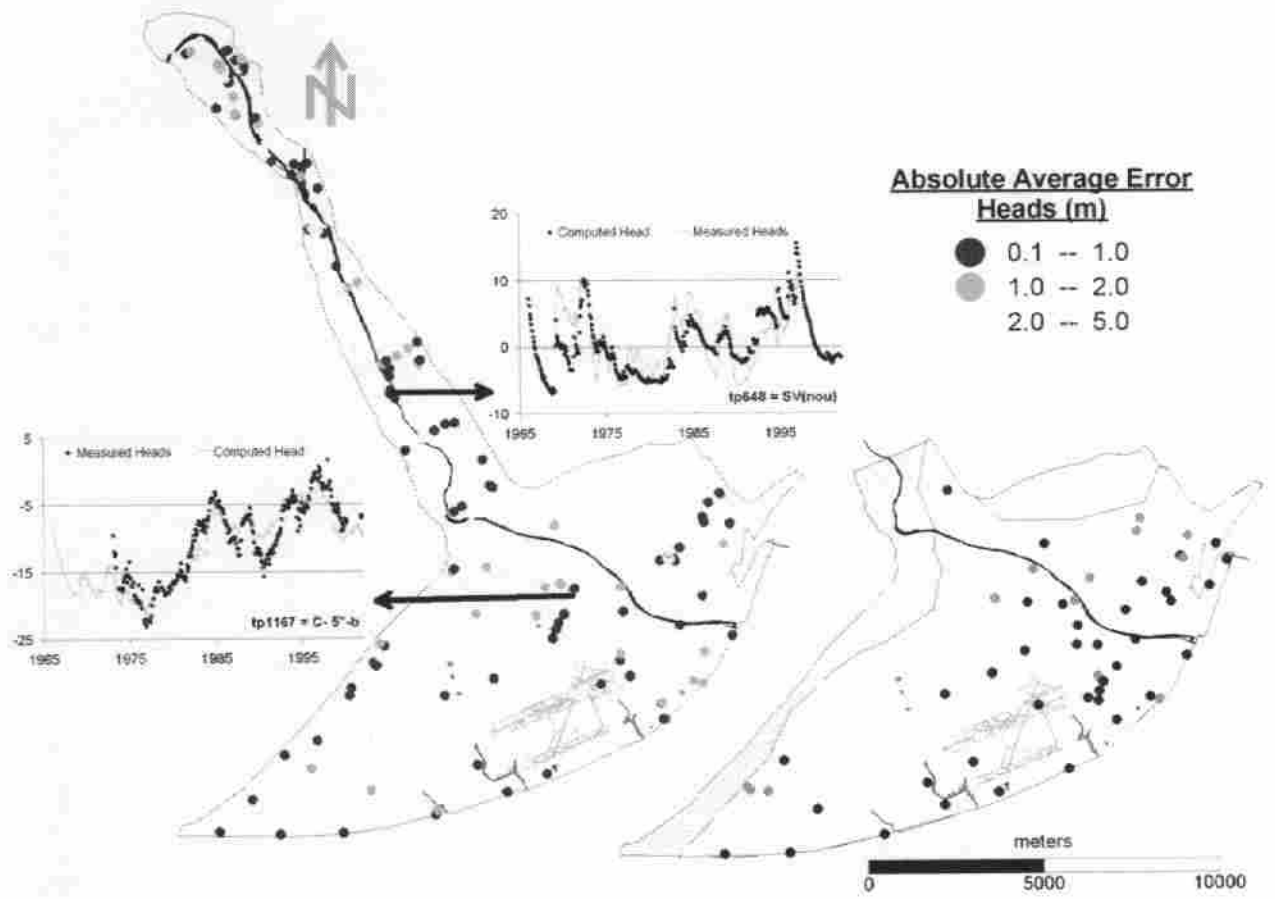 N
Absolute Average Error
Heads (m)
0.1 -- 1.0
1.0 -- 2.0
2.0 -- 5.0
20
10
0
-10
Computed Head Measured Heads
tp648 = SV(nou)
1965 1975 1985 1995
5
-5
-15
-25
Measured Heads Computed Head
tp1167 = C- 5"-b
1965 1975 1985 1995
meters
0 5000 10000